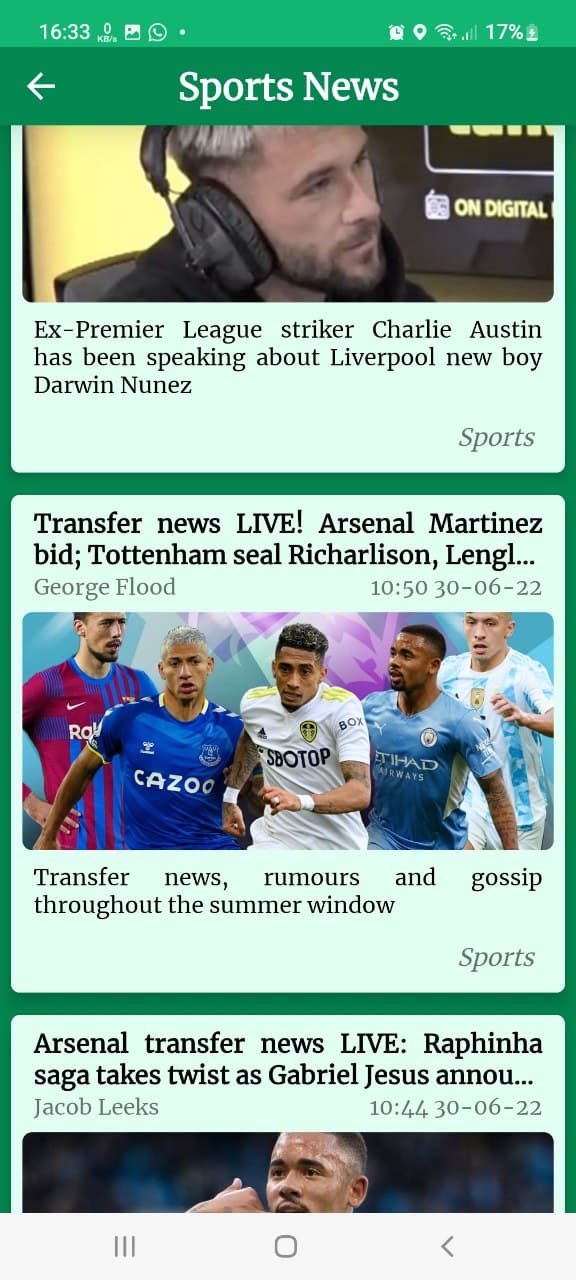 16:33 0 KB/s 17%
Sports News
ON DIGITAL
Ex-Premier League striker Charlie Austin
has been speaking about Liverpool new boy
Darwin Nunez
Sports
Transfer news LIVE! Arsenal Martinez
bid; Tottenham seal Richarlison, Lengl...
George Flood 10:50 30-06-22
CAZOO
SBOTOP
BOX
ETIHAD
AIRWAYS
Transfer news, rumours and gossip
throughout the summer window
Sports
Arsenal transfer news LIVE: Raphinha
saga takes twist as Gabriel Jesus annou...
Jacob Leeks 10:44 30-06-22